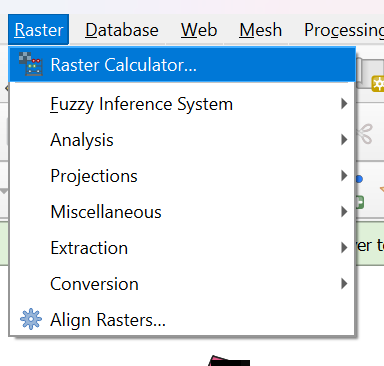 Raster Database Web Mesh Processing
Raster Calculator...
Fuzzy Inference System
Analysis
Projections
Miscellaneous
Extraction
Conversion
Align Rasters...